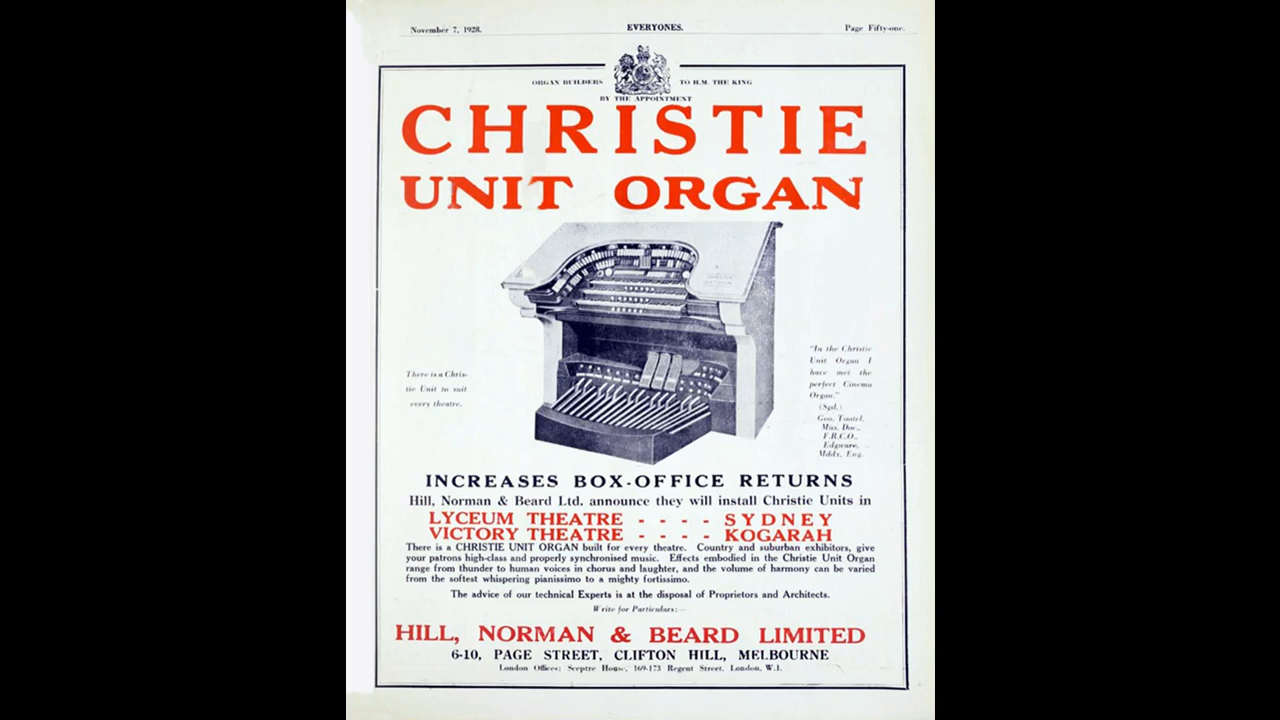 November 7, 1928.
EVERYONES.
Page Fifty-one.
ORGAN BUILDERS TO H.M. THE KING
BY THE APPOINTMENT
CHRISTIE
UNIT ORGAN
There is a Chris-
tie Unit to suit
every theatre.
"In the Christie
Unit Organ I
have met the
perfect Cinema
Organ."
(Sgd.)
Geo. Tootel,
Mus. Doc.,
F.R.C.O.,
Edgware,
Mddx, Eng.
INCREASES BOX-OFFICE RETURNS
Hill, Norman & Beard Ltd. announce they will install Christie Units in
LYCEUM THEATRE - - - - SYDNEY
VICTORY THEATRE - - - - KOGARAH
There is a CHRISTIE UNIT ORGAN built for every theatre. Country and suburban exhibitors, give
your patrons high-class and properly synchronised music. Effects embodied in the Christie Unit Organ
range from thunder to human voices in chorus and laughter, and the volume of harmony can be varied
from the softest whispering pianissimo to a mighty fortissimo.
The advice of our technical Experts is at the disposal of Proprietors and Architects.
Write for Particulars:—
HILL, NORMAN & BEARD LIMITED
6-10, PAGE STREET, CLIFTON HILL, MELBOURNE
London Offices: Sceptre House, 169-173 Regent Street, London, W.1.